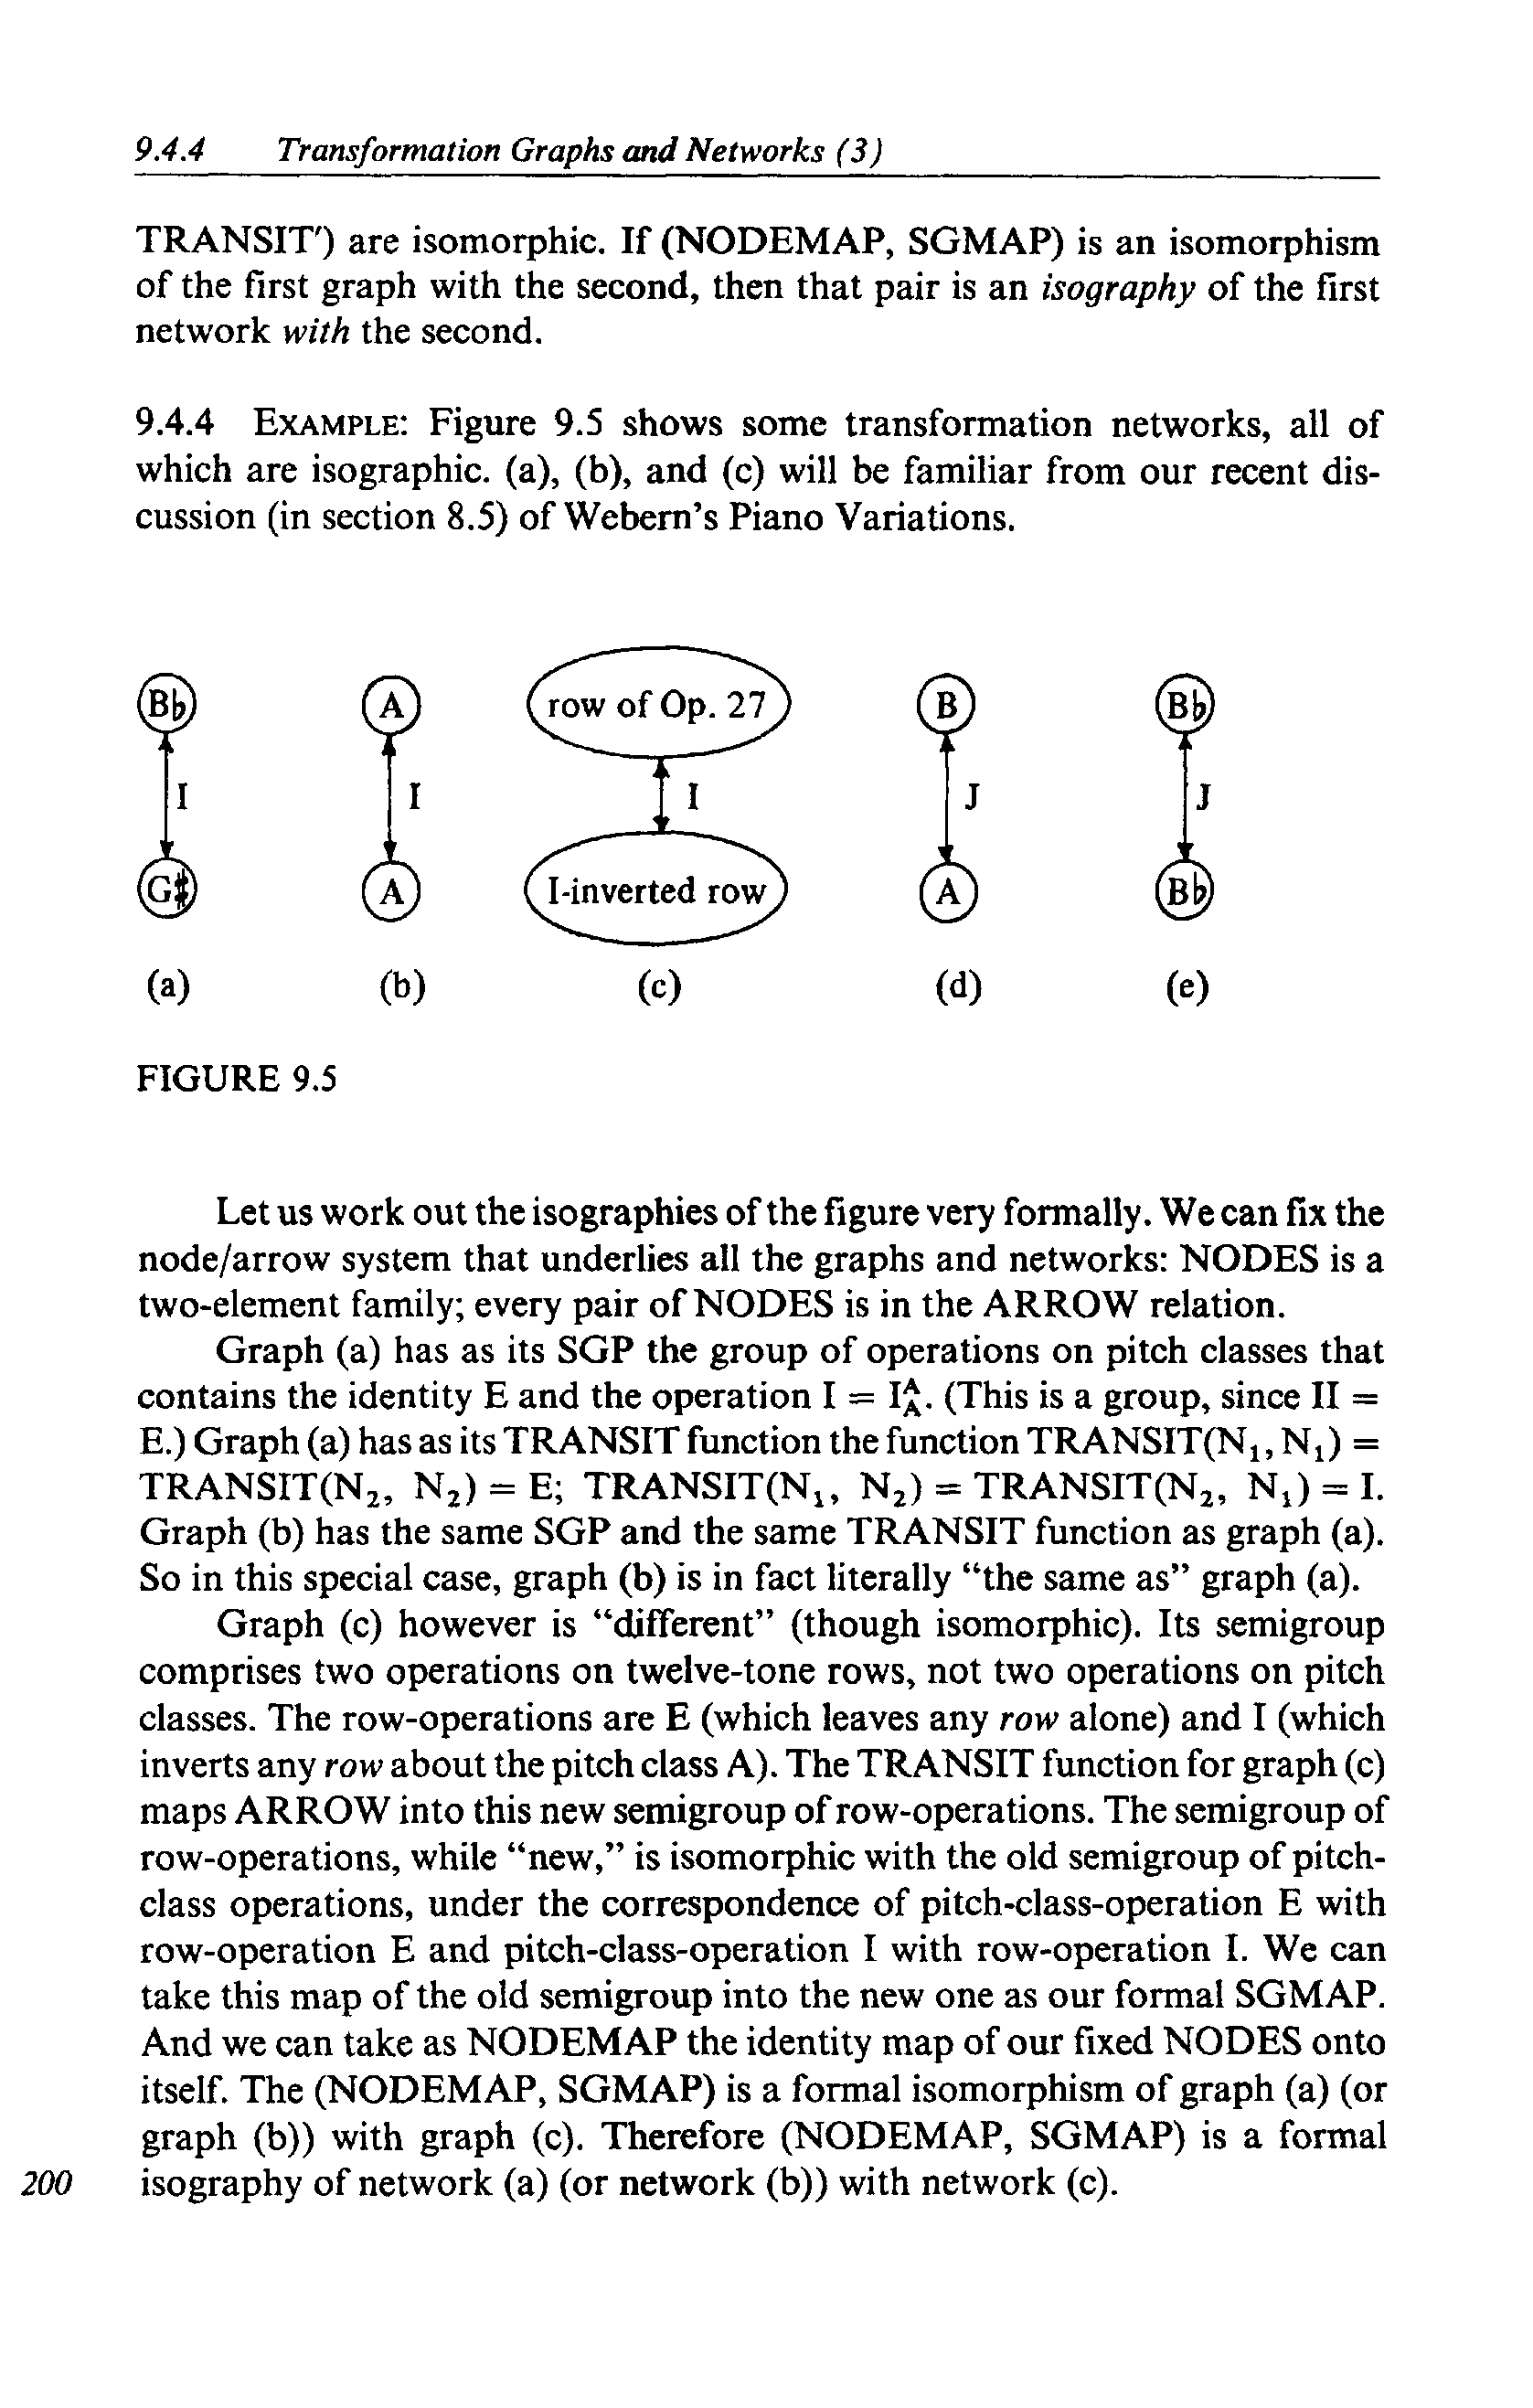 9.4.4 Transformation Graphs and Networks (3)
TRANSIT′) are isomorphic. If (NODEMAP, SGMAP) is an isomorphism
of the first graph with the second, then that pair is an isography of the first
network with the second.
9.4.4 EXAMPLE: Figure 9.5 shows some transformation networks, all of
which are isographic. (a), (b), and (c) will be familiar from our recent dis-
cussion (in section 8.5) of Webern's Piano Variations.
B♭ A row of Op. 27 B B♭
I I I J J
G♯ A I-inverted row A B♭
(a) (b) (c) (d) (e)
FIGURE 9.5
Let us work out the isographies of the figure very formally. We can fix the
node/arrow system that underlies all the graphs and networks: NODES is a
two-element family; every pair of NODES is in the ARROW relation.
Graph (a) has as its SGP the group of operations on pitch classes that
contains the identity E and the operation I = I^A_A. (This is a group, since II =
E.) Graph (a) has as its TRANSIT function the function TRANSIT(N₁, N₁) =
TRANSIT(N₂, N₂) = E; TRANSIT(N₁, N₂) = TRANSIT(N₂, N₁) = I.
Graph (b) has the same SGP and the same TRANSIT function as graph (a).
So in this special case, graph (b) is in fact literally “the same as” graph (a).
Graph (c) however is “different” (though isomorphic). Its semigroup
comprises two operations on twelve-tone rows, not two operations on pitch
classes. The row-operations are E (which leaves any row alone) and I (which
inverts any row about the pitch class A). The TRANSIT function for graph (c)
maps ARROW into this new semigroup of row-operations. The semigroup of
row-operations, while “new,” is isomorphic with the old semigroup of pitch-
class operations, under the correspondence of pitch-class-operation E with
row-operation E and pitch-class-operation I with row-operation I. We can
take this map of the old semigroup into the new one as our formal SGMAP.
And we can take as NODEMAP the identity map of our fixed NODES onto
itself. The (NODEMAP, SGMAP) is a formal isomorphism of graph (a) (or
graph (b)) with graph (c). Therefore (NODEMAP, SGMAP) is a formal
200 isography of network (a) (or network (b)) with network (c).